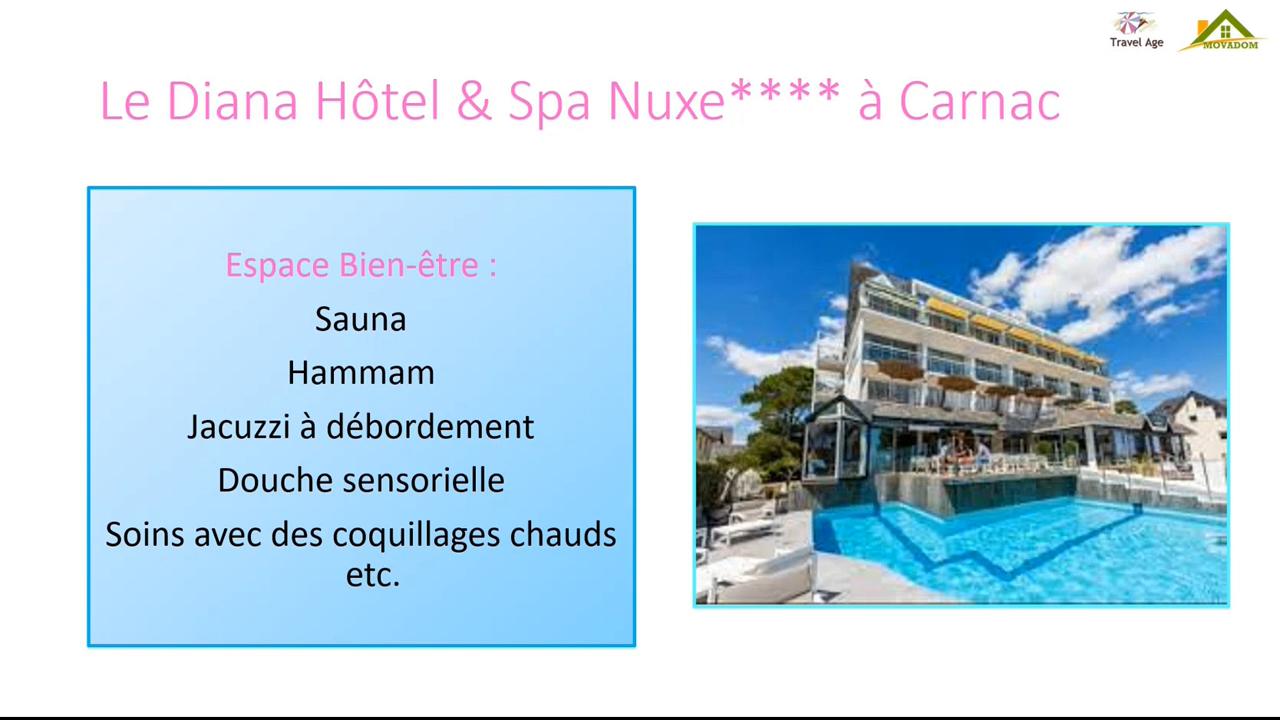 Travel Age
MOVADOM
Le Diana Hôtel & Spa Nuxe**** à Carnac
Espace Bien-être :
Sauna
Hammam
Jacuzzi à débordement
Douche sensorielle
Soins avec des coquillages chauds
etc.